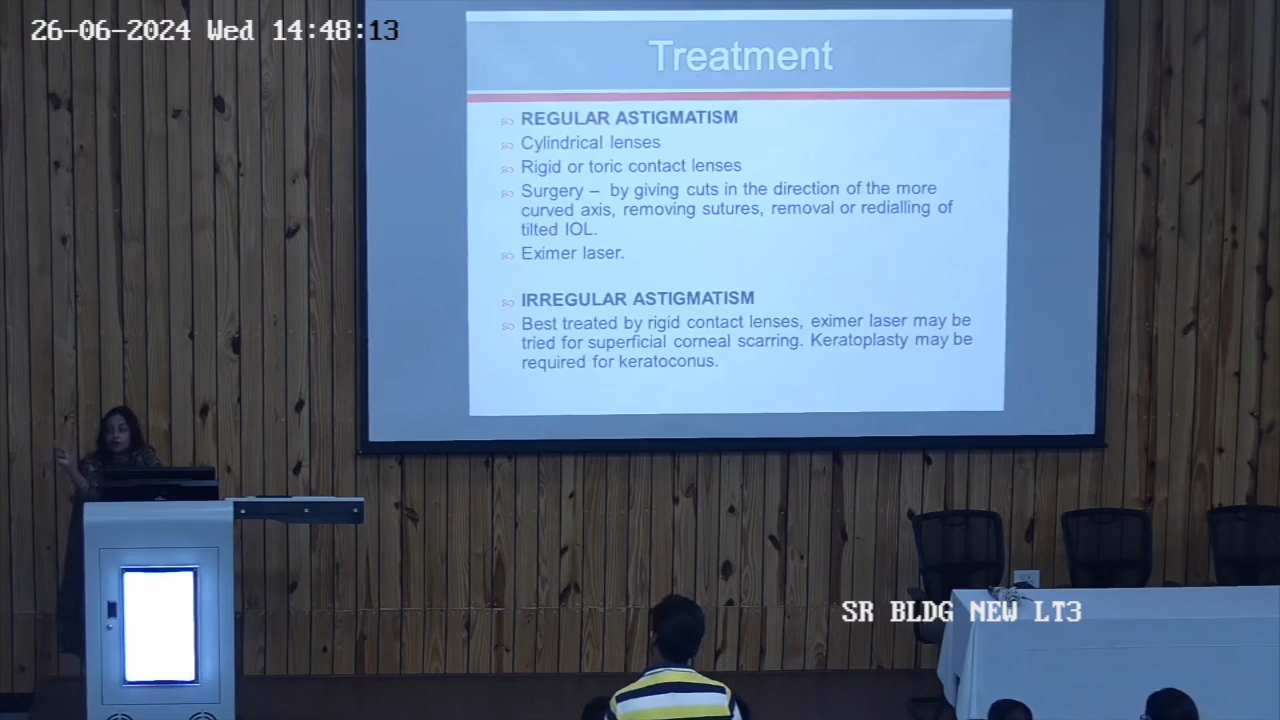 26-06-2024 Wed 14:48:13
Treatment
REGULAR ASTIGMATISM
Cylindrical lenses
Rigid or toric contact lenses
Surgery – by giving cuts in the direction of the more
curved axis, removing sutures, removal or redialling of
tilted IOL.
Eximer laser.
IRREGULAR ASTIGMATISM
Best treated by rigid contact lenses, eximer laser may be
tried for superficial corneal scarring. Keratoplasty may be
required for keratoconus.
SR BLDG NEW LT3